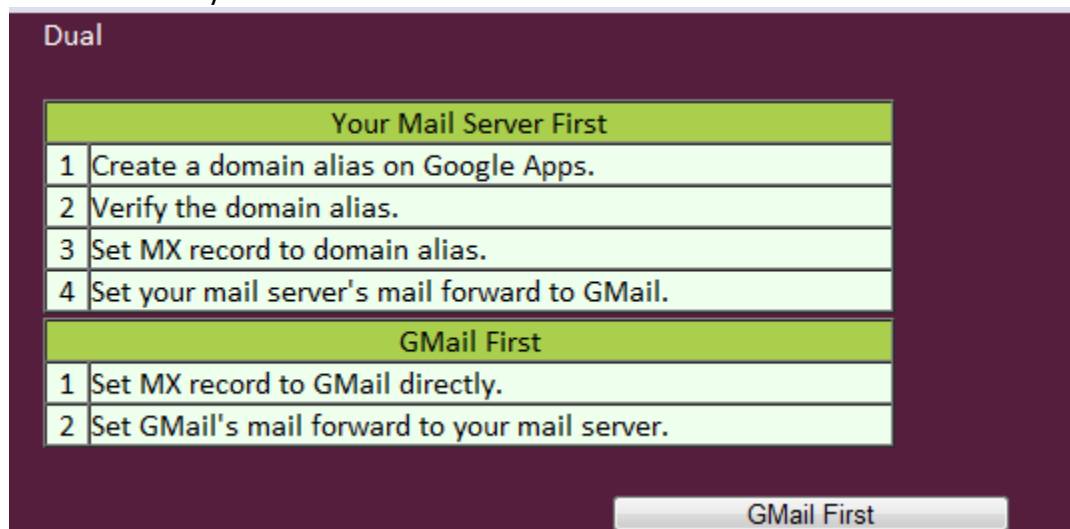 Dual
Your Mail Server First
1 Create a domain alias on Google Apps.
2 Verify the domain alias.
3 Set MX record to domain alias.
4 Set your mail server's mail forward to GMail.
GMail First
1 Set MX record to GMail directly.
2 Set GMail's mail forward to your mail server.
GMail First